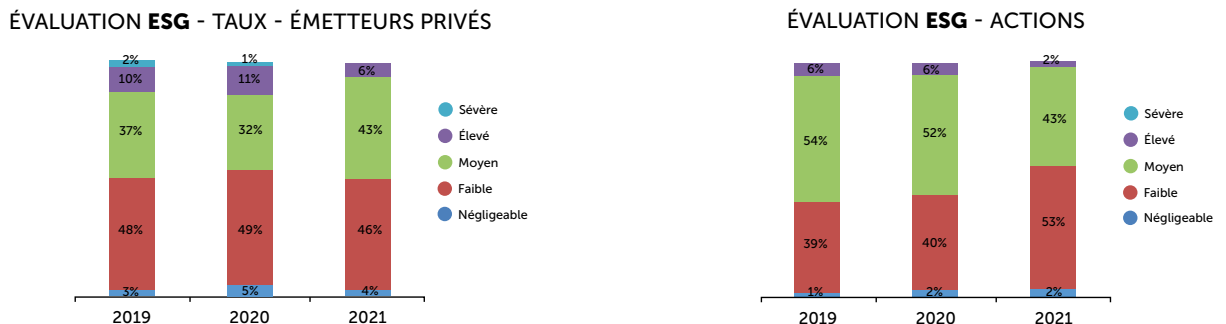 ÉVALUATION ESG - TAUX - ÉMETTEURS PRIVÉS
2% 1%
10% 11% 6%
37% 32% 43%
48% 49% 46%
3% 5% 4%
2019 2020 2021
Sévère
Élevé
Moyen
Faible
Négligeable
ÉVALUATION ESG - ACTIONS
6% 6% 2%
54% 52% 43%
39% 40% 53%
1% 2% 2%
2019 2020 2021
Sévère
Élevé
Moyen
Faible
Négligeable